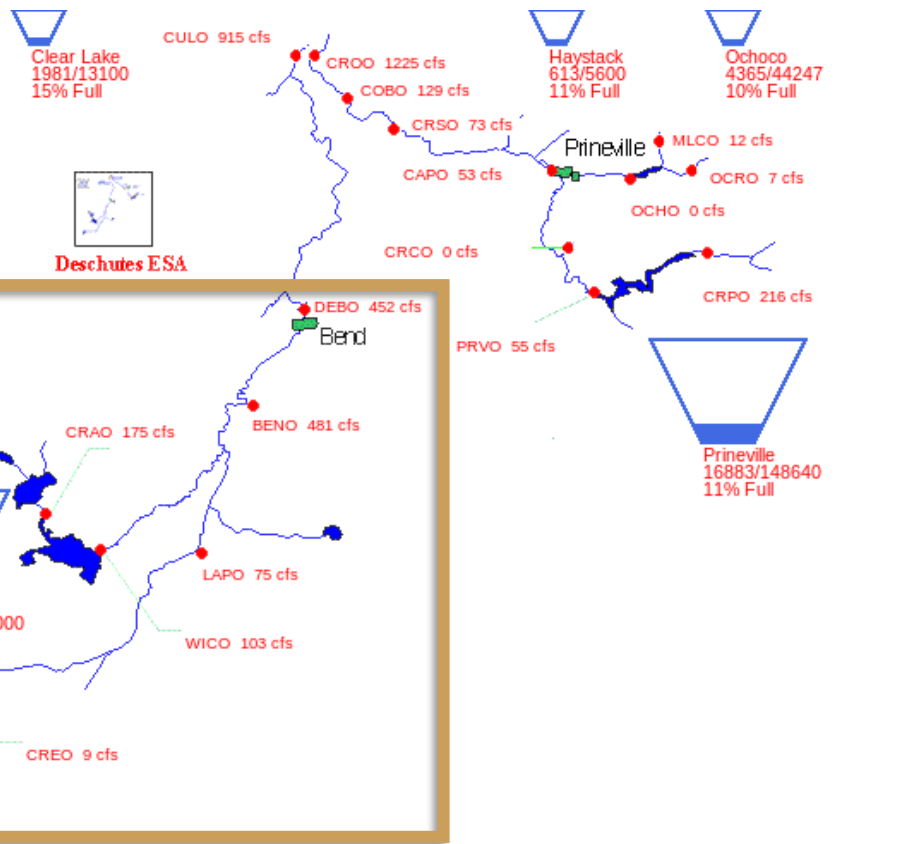 CULO 915 cfs
Clear Lake
1981/13100
15% Full
CROO 1225 cfs
Haystack
613/5600
11% Full
Ochoco
4365/44247
10% Full
COBO 129 cfs
CRSO 73 cfs
Prineville
MLCO 12 cfs
CAPO 53 cfs
OCRO 7 cfs
OCHO 0 cfs
CRCO 0 cfs
Deschutes ESA
CRPO 216 cfs
DEBO 452 cfs
Bend
PRVO 55 cfs
BENO 481 cfs
CRAO 175 cfs
Prineville
16883/148640
11% Full
LAPO 75 cfs
000
WICO 103 cfs
CREO 9 cfs